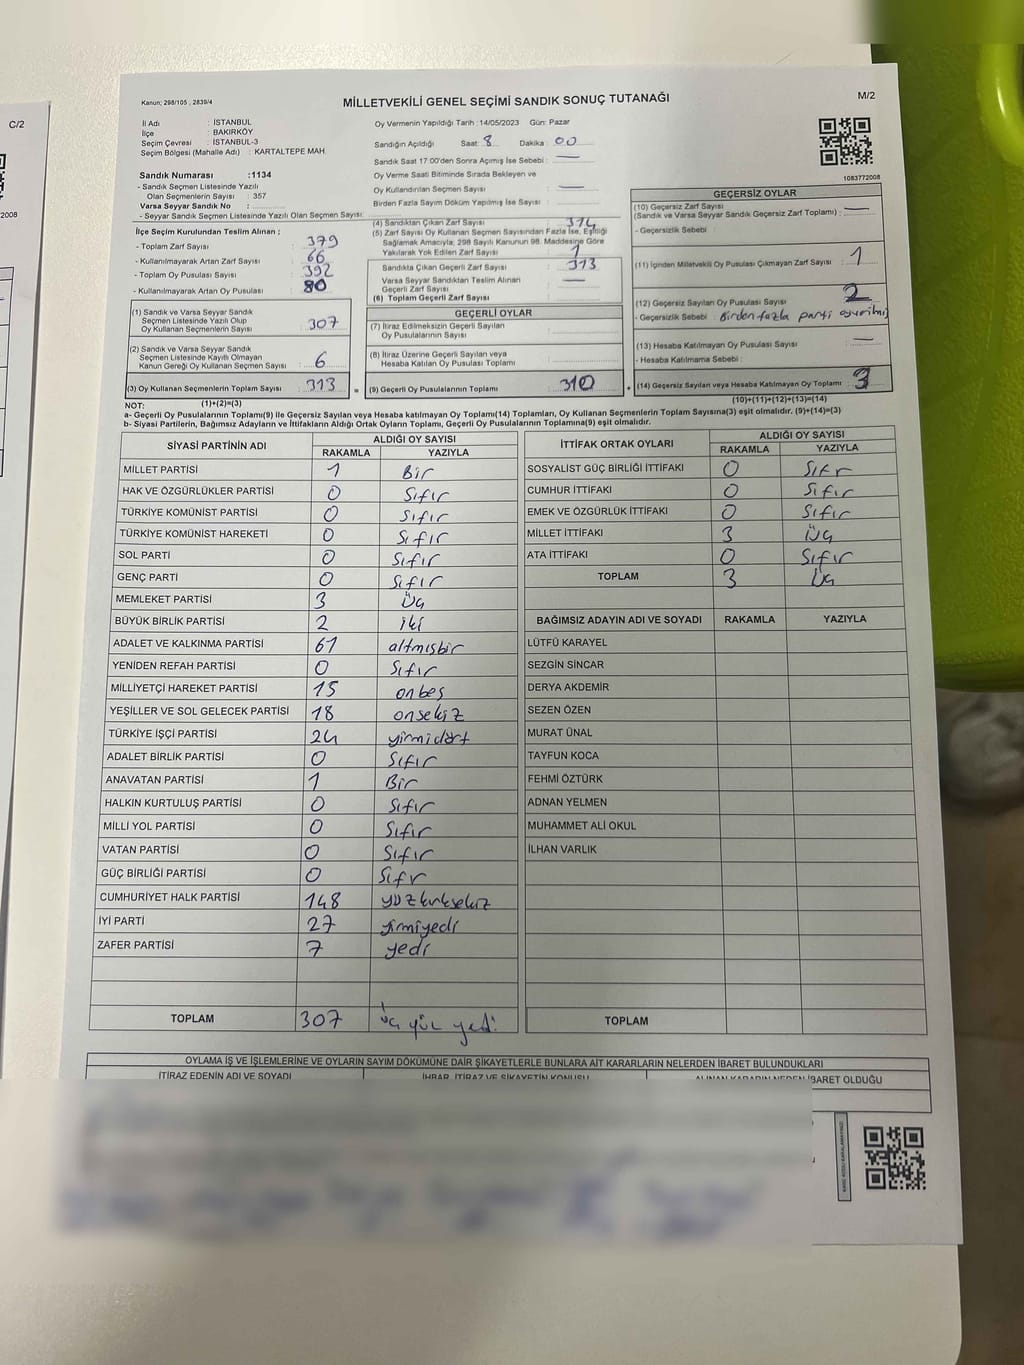 C/2
2008
Kanun; 298/105 , 2839/4
MİLLETVEKİLİ GENEL SEÇİMİ SANDIK SONUÇ TUTANAĞI
M/2
İl Adı : İSTANBUL
İlçe : BAKIRKÖY
Seçim Çevresi : İSTANBUL-3
Seçim Bölgesi (Mahalle Adı) : KARTALTEPE MAH.
Sandık Numarası :1134
- Sandık Seçmen Listesinde Yazılı
Olan Seçmenlerin Sayısı : 357
Varsa Seyyar Sandık No :
- Seyyar Sandık Seçmen Listesinde Yazılı Olan Seçmen Sayısı
İlçe Seçim Kurulundan Teslim Alınan ;
- Toplam Zarf Sayısı : 379
- Kullanılmayarak Artan Zarf Sayısı : 66
- Toplam Oy Pusulası Sayısı : 392
- Kullanılmayarak Artan Oy Pusulası : 80
(1) Sandık ve Varsa Seyyar Sandık
Seçmen Listesinde Yazılı Olup
Oy Kullanan Seçmenlerin Sayısı : 307
(2) Sandık ve Varsa Seyyar Sandık
Seçmen Listesinde Kayıtlı Olmayan
Kanun Gereği Oy Kullanan Seçmen Sayısı : 6
(3) Oy Kullanan Seçmenlerin Toplam Sayısı : 313
(1)+(2)=(3)
Oy Vermenin Yapıldığı Tarih : 14/05/2023 Gün: Pazar
Sandığın Açıldığı Saat: 8 Dakika : 00
Sandık Saat 17:00'den Sonra Açılmış İse Sebebi : —
Oy Verme Saati Bitiminde Sırada Bekleyen ve
Oy Kullandırılan Seçmen Sayısı : —
Birden Fazla Sayım Döküm Yapılmış İse Sayısı :
(4) Sandıktan Çıkan Zarf Sayısı : 314
(5) Zarf Sayısı Oy Kullanan Seçmen Sayısından Fazla İse, Eşitliği
Sağlamak Amacıyla, 298 Sayılı Kanunun 98. Maddesine Göre
Yakılarak Yok Edilen Zarf Sayısı : 1
Sandıkta Çıkan Geçerli Zarf Sayısı : 313
Varsa Seyyar Sandıktan Teslim Alınan
Geçerli Zarf Sayısı : —
(6) Toplam Geçerli Zarf Sayısı :
GEÇERLİ OYLAR
(7) İtiraz Edilmeksizin Geçerli Sayılan
Oy Pusulalarının Sayısı :
(8) İtiraz Üzerine Geçerli Sayılan veya
Hesaba Katılan Oy Pusulası Toplamı :
= (9) Geçerli Oy Pusulalarının Toplamı : 310
1083772008
GEÇERSİZ OYLAR
(10) Geçersiz Zarf Sayısı : —
(Sandık ve Varsa Seyyar Sandık Geçersiz Zarf Toplamı)
- Geçersizlik Sebebi :
(11) İçinden Milletvekili Oy Pusulası Çıkmayan Zarf Sayısı : 1
(12) Geçersiz Sayılan Oy Pusulası Sayısı : 2
- Geçersizlik Sebebi : Birden fazla parti
(13) Hesaba Katılmayan Oy Pusulası Sayısı : —
- Hesaba Katılmama Sebebi :
+ (14) Geçersiz Sayılan veya Hesaba Katılmayan Oy Toplamı : 3
(10)+(11)+(12)+(13)=(14)
NOT:
a- Geçerli Oy Pusulalarının Toplamı(9) ile Geçersiz Sayılan veya Hesaba katılmayan Oy Toplamı(14) Toplamları, Oy Kullanan Seçmenlerin Toplam Sayısına(3) eşit olmalıdır. (9)+(14)=(3)
b- Siyasi Partilerin, Bağımsız Adayların ve İttifakların Aldığı Ortak Oyların Toplamı, Geçerli Oy Pusulalarının Toplamına(9) eşit olmalıdır.
SİYASİ PARTİNİN ADI ALDIĞI OY SAYISI
RAKAMLA YAZIYLA
MİLLET PARTİSİ 1 Bir
HAK VE ÖZGÜRLÜKLER PARTİSİ 0 Sıfır
TÜRKİYE KOMÜNİST PARTİSİ 0 Sıfır
TÜRKİYE KOMÜNİST HAREKETİ 0 Sıfır
SOL PARTİ 0 Sıfır
GENÇ PARTİ 0 Sıfır
MEMLEKET PARTİSİ 3 Üç
BÜYÜK BİRLİK PARTİSİ 2 iki
ADALET VE KALKINMA PARTİSİ 61 altmışbir
YENİDEN REFAH PARTİSİ 0 Sıfır
MİLLİYETÇİ HAREKET PARTİSİ 15 onbeş
YEŞİLLER VE SOL GELECEK PARTİSİ 18 onsekiz
TÜRKİYE İŞÇİ PARTİSİ 24 yirmidört
ADALET BİRLİK PARTİSİ 0 Sıfır
ANAVATAN PARTİSİ 1 Bir
HALKIN KURTULUŞ PARTİSİ 0 Sıfır
MİLLİ YOL PARTİSİ 0 Sıfır
VATAN PARTİSİ 0 Sıfır
GÜÇ BİRLİĞİ PARTİSİ 0 Sıfır
CUMHURİYET HALK PARTİSİ 148 yüzkırksekiz
İYİ PARTİ 27 yirmiyedi
ZAFER PARTİSİ 7 yedi
TOPLAM 307 üç yüz yedi
İTTİFAK ORTAK OYLARI ALDIĞI OY SAYISI
RAKAMLA YAZIYLA
SOSYALİST GÜÇ BİRLİĞİ İTTİFAKI 0 Sıfır
CUMHUR İTTİFAKI 0 Sıfır
EMEK VE ÖZGÜRLÜK İTTİFAKI 0 Sıfır
MİLLET İTTİFAKI 3 Üç
ATA İTTİFAKI 0 Sıfır
TOPLAM 3 Üç
BAĞIMSIZ ADAYIN ADI VE SOYADI RAKAMLA YAZIYLA
LÜTFÜ KARAYEL
SEZGİN SİNCAR
DERYA AKDEMİR
SEZEN ÖZEN
MURAT ÜNAL
TAYFUN KOCA
FEHMİ ÖZTÜRK
ADNAN YELMEN
MUHAMMET ALİ OKUL
İLHAN VARLIK
TOPLAM
OYLAMA İŞ VE İŞLEMLERİNE VE OYLARIN SAYIM DÖKÜMÜNE DAİR ŞİKAYETLERLE BUNLARA AİT KARARLARIN NELERDEN İBARET BULUNDUKLARI
İTİRAZ EDENİN ADI VE SOYADI İHBAR, İTİRAZ VE ŞİKAYETİN KONUSU ALINAN KARARIN NEDEN İBARET OLDUĞU